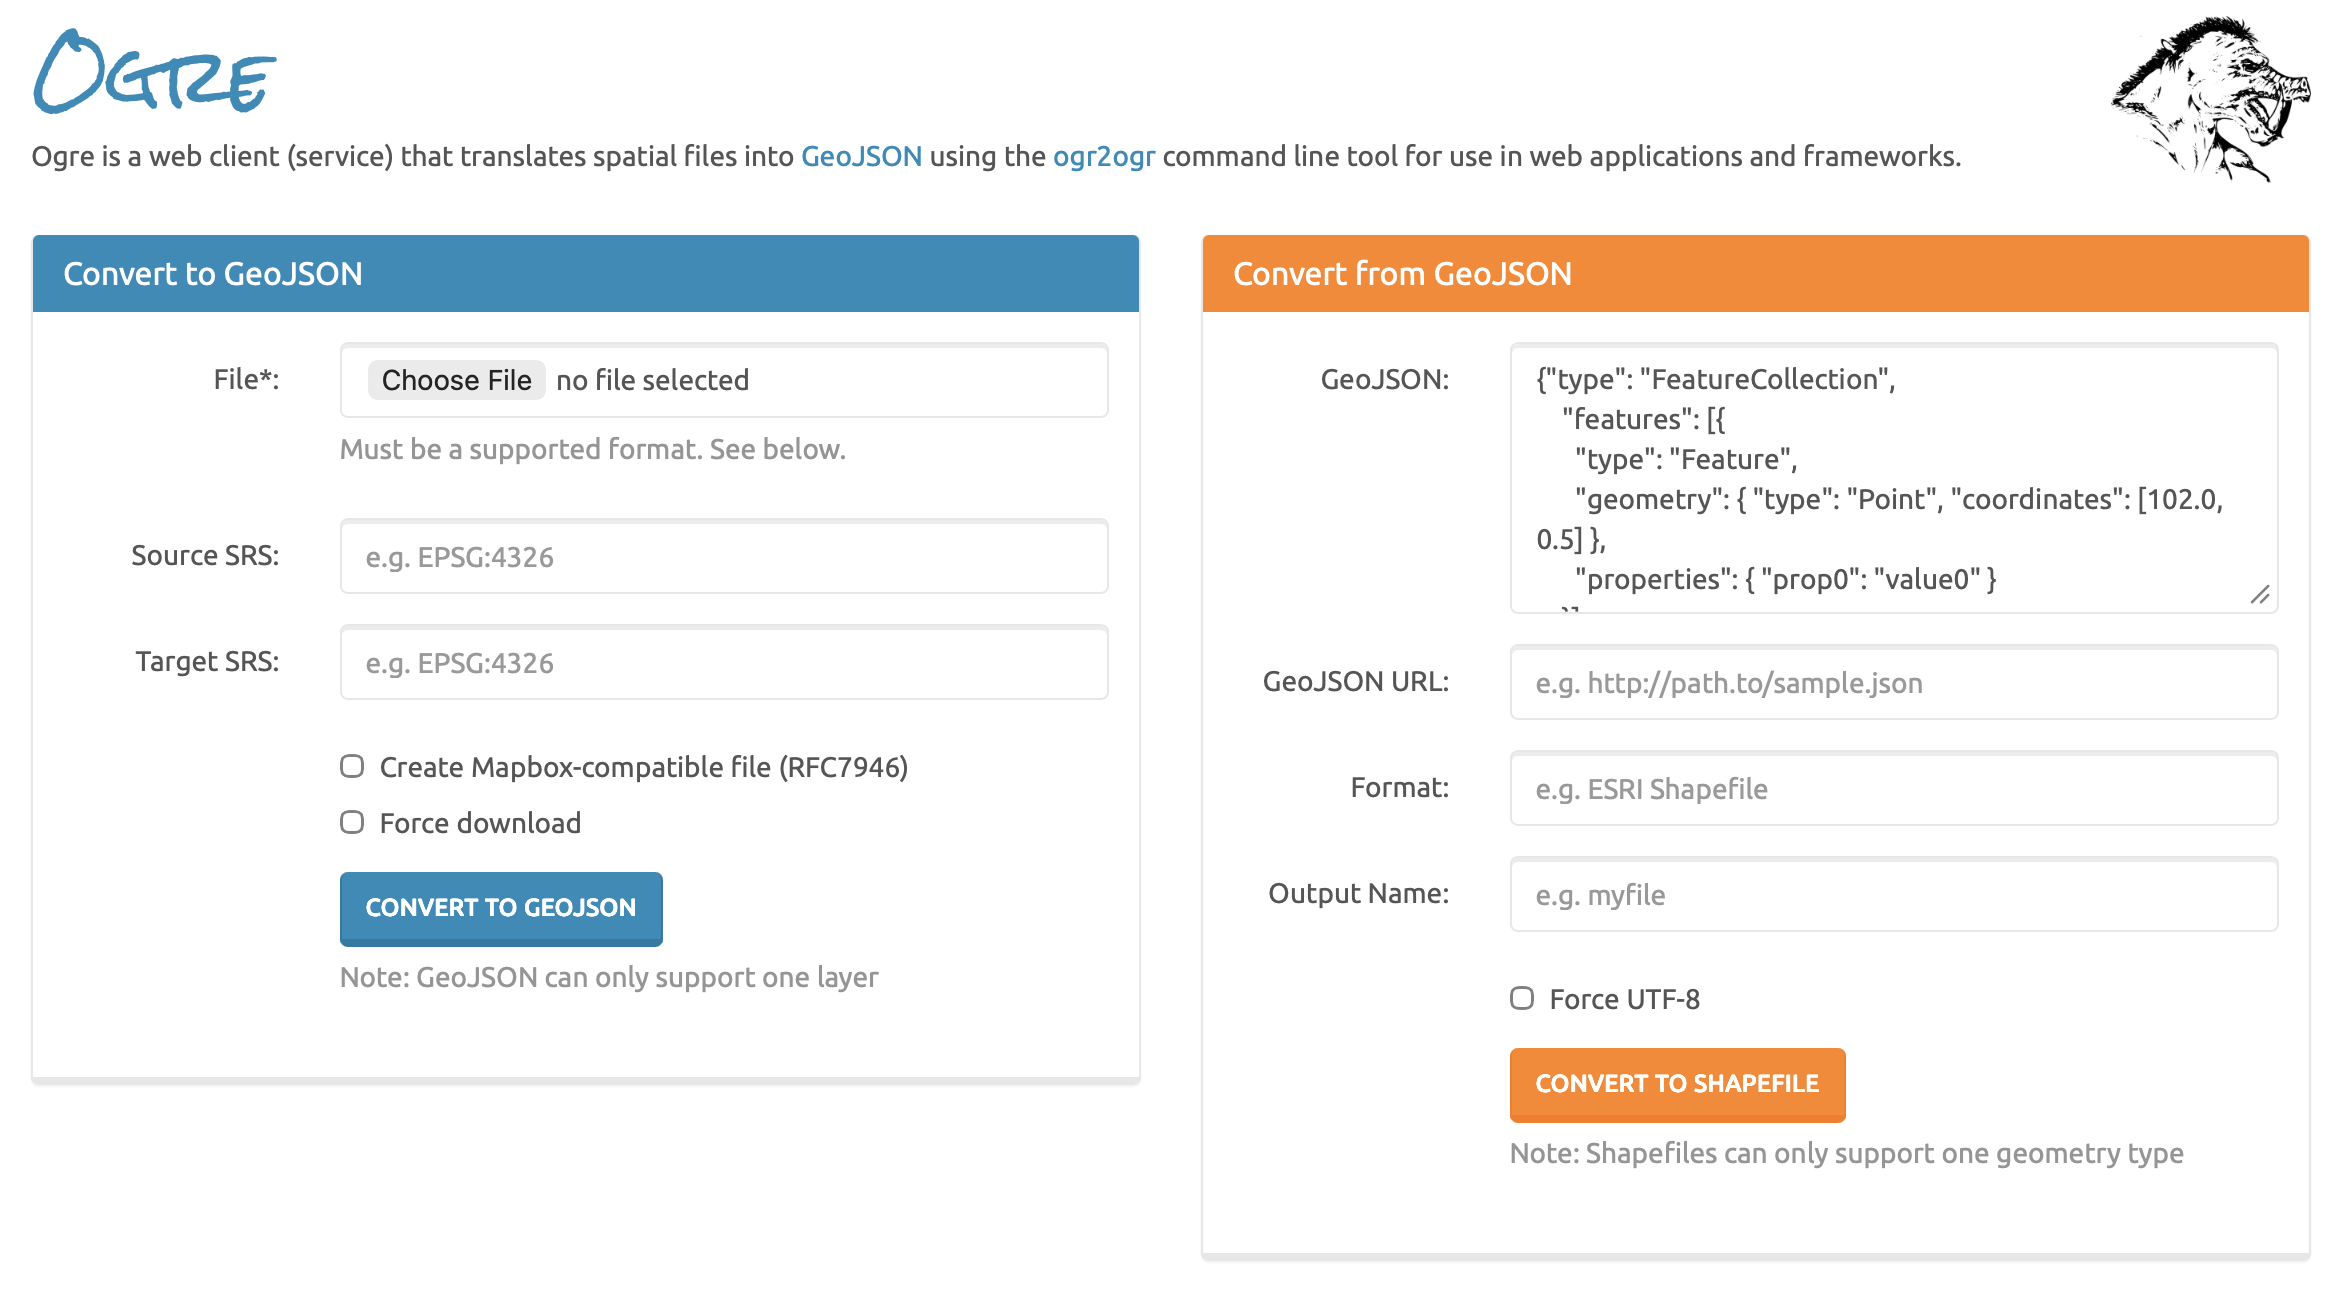 OGRE
Ogre is a web client (service) that translates spatial files into GeoJSON using the ogr2ogr command line tool for use in web applications and frameworks.
Convert to GeoJSON
File*:
Choose File no file selected
Must be a supported format. See below.
Source SRS:
e.g. EPSG:4326
Target SRS:
e.g. EPSG:4326
Create Mapbox-compatible file (RFC7946)
Force download
CONVERT TO GEOJSON
Note: GeoJSON can only support one layer
Convert from GeoJSON
GeoJSON:
{"type": "FeatureCollection",
"features": [{
"type": "Feature",
"geometry": { "type": "Point", "coordinates": [102.0,
0.5] },
"properties": { "prop0": "value0" }
GeoJSON URL:
e.g. http://path.to/sample.json
Format:
e.g. ESRI Shapefile
Output Name:
e.g. myfile
Force UTF-8
CONVERT TO SHAPEFILE
Note: Shapefiles can only support one geometry type